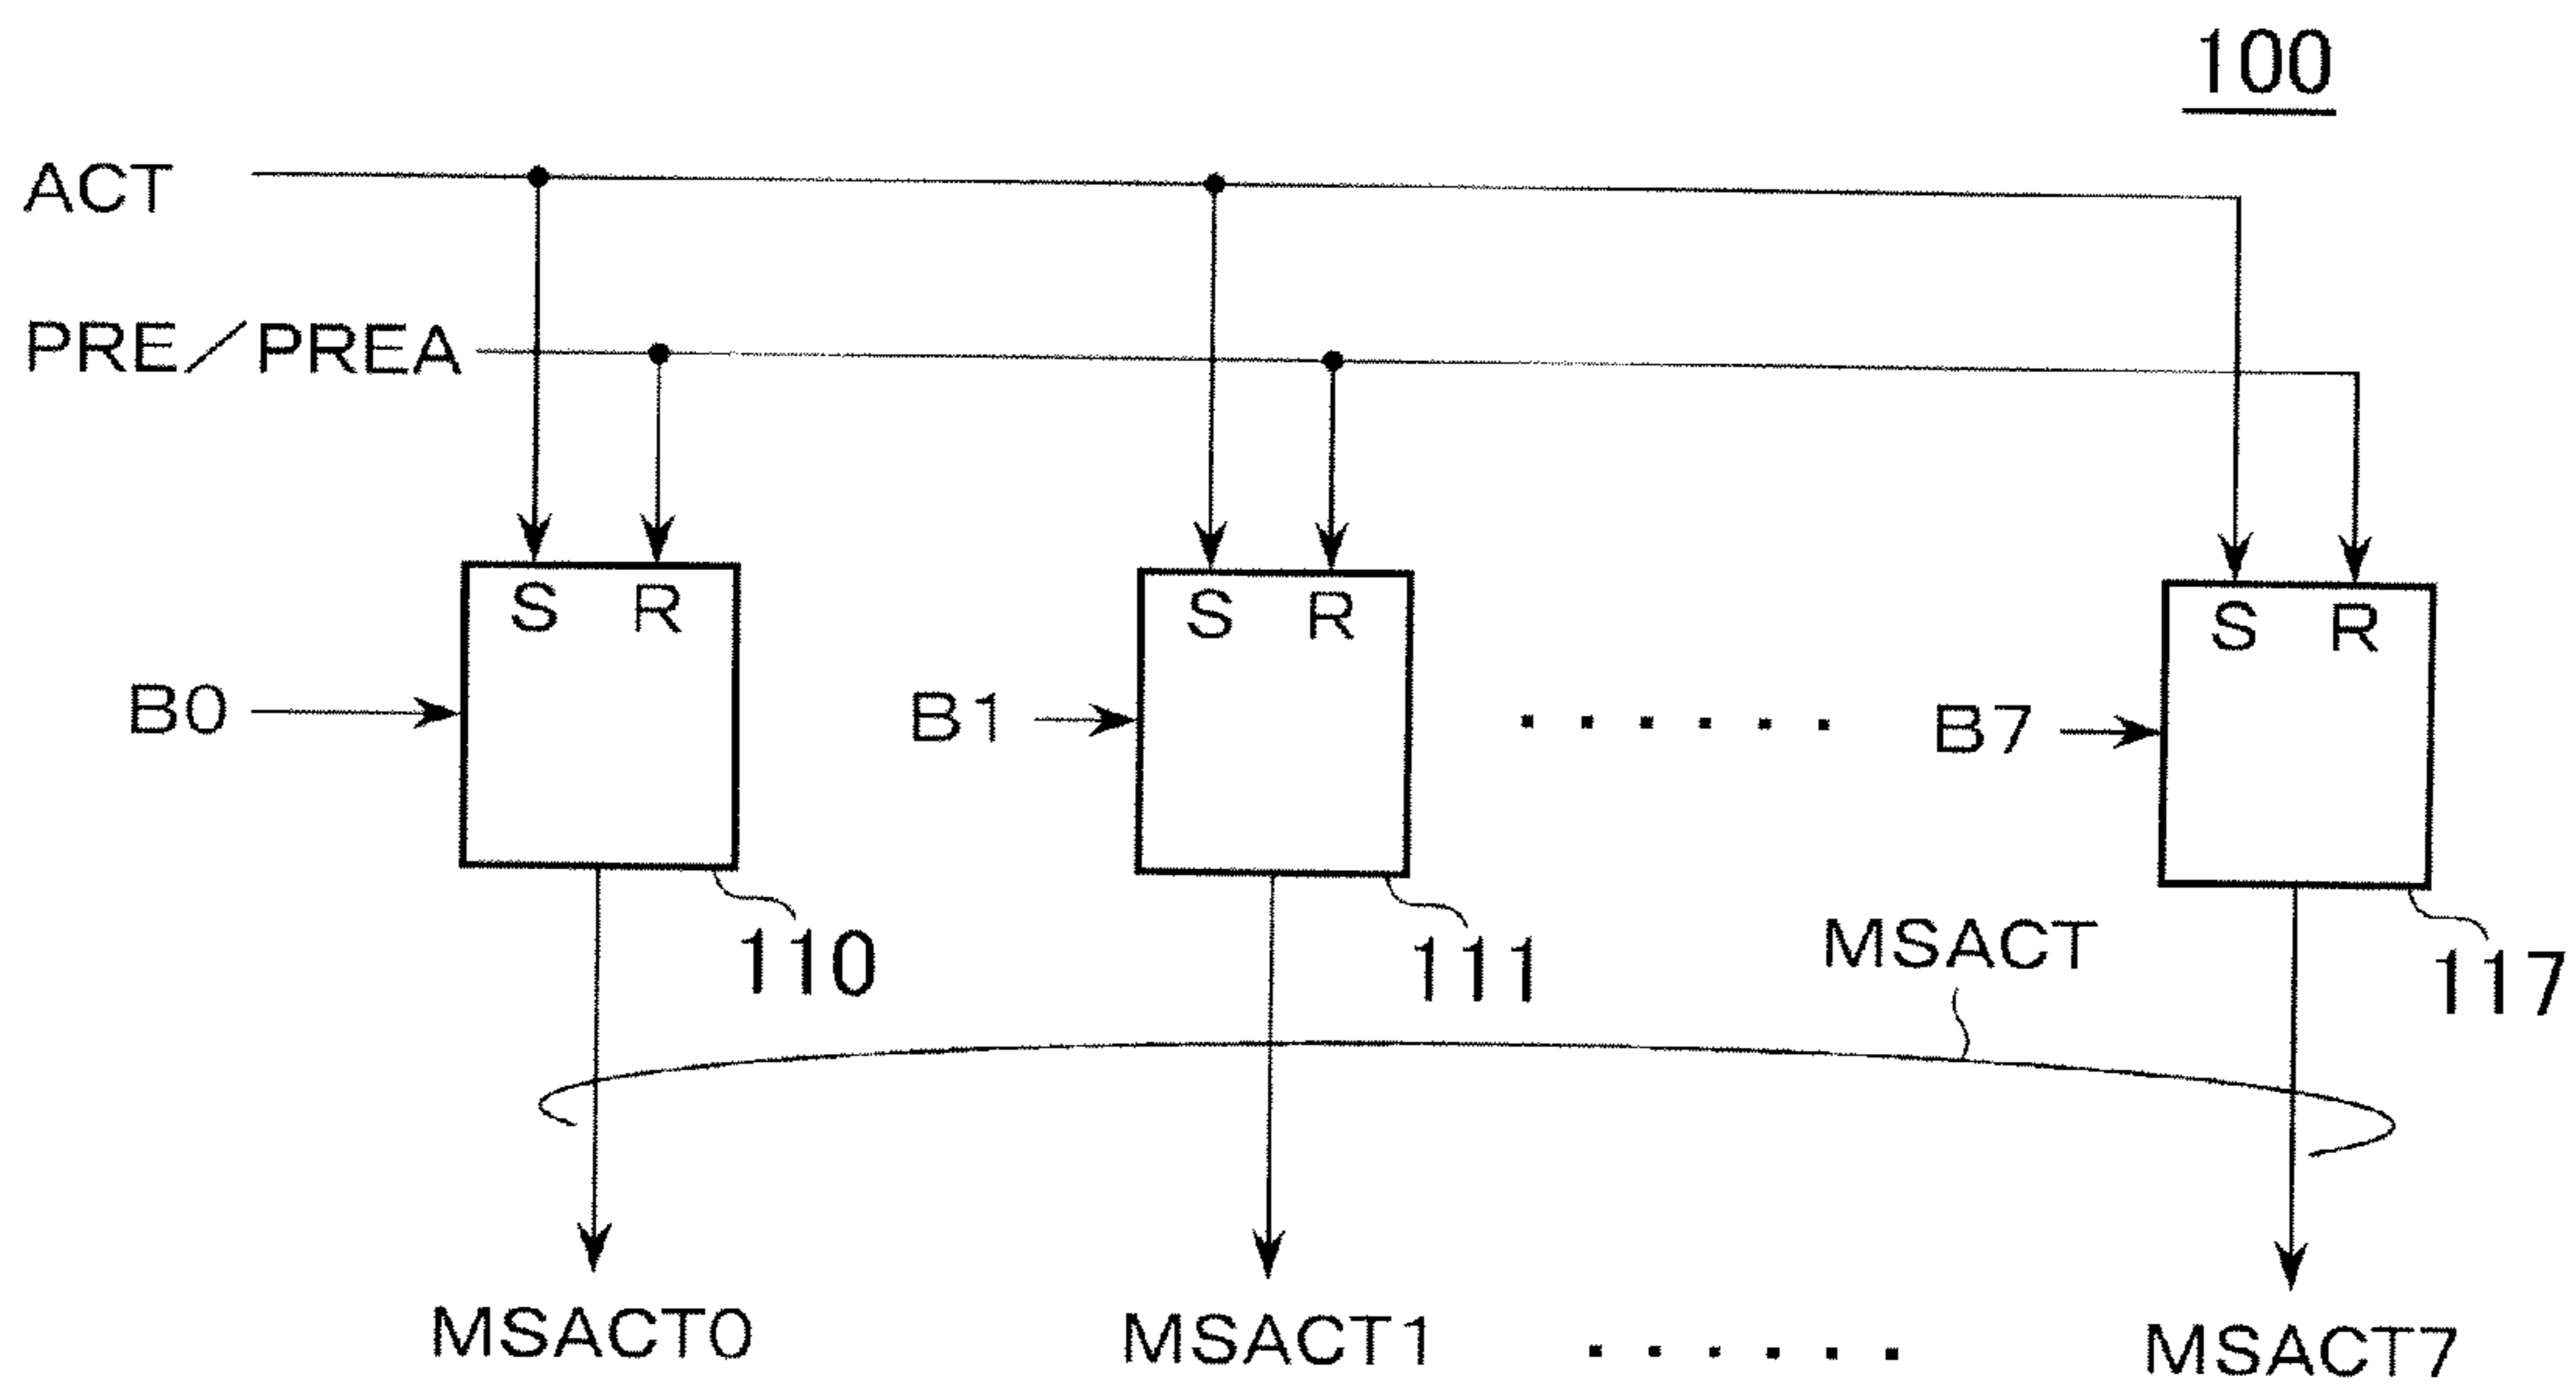 100
ACT
PRE/PREA
S R
S R
S R
B0
B1
· · · · · ·
B7
110
111
MSACT
117
MSACT0
MSACT1
· · · · · ·
MSACT7